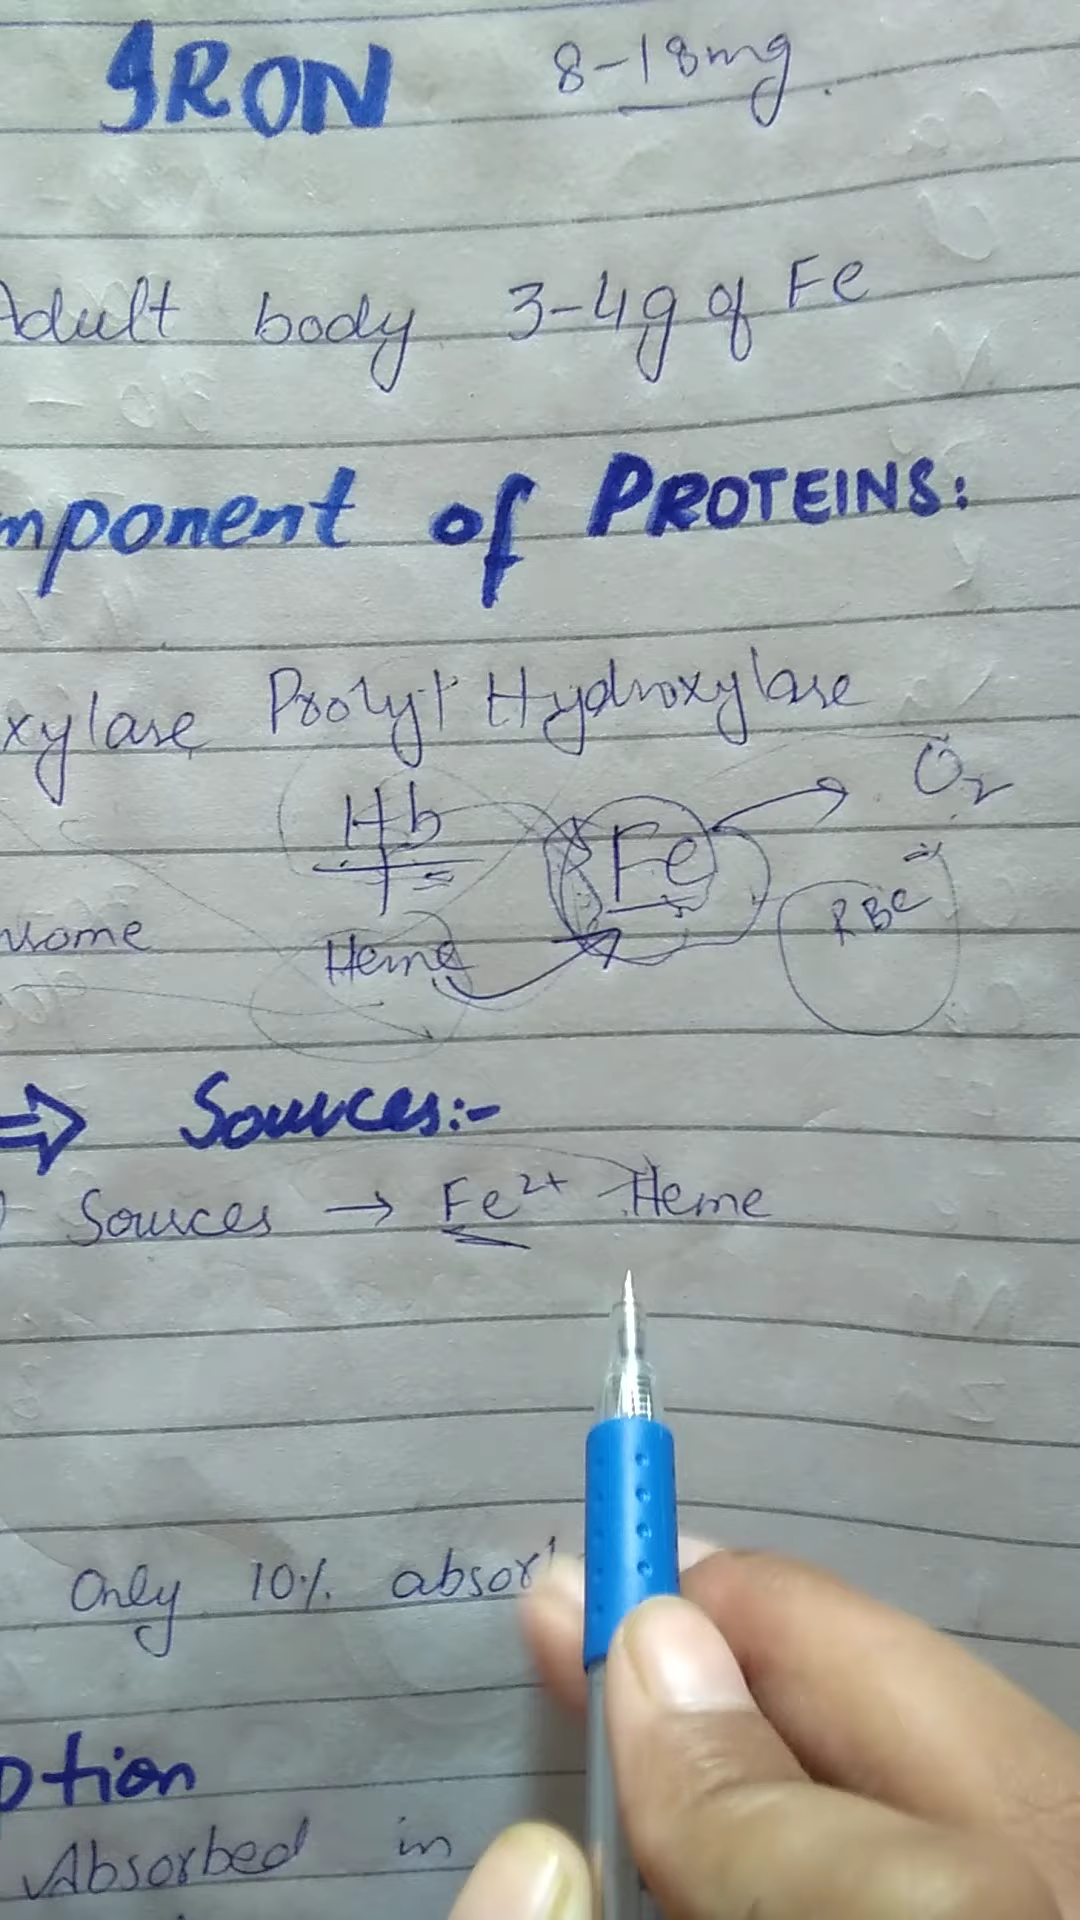 IRON 8-18mg.
Adult body 3-4g of Fe
mponent of PROTEINS:
xylase Prolyl Hydroxylase
O2
Hb Fe
RBC
some Heme
⇒ Sources:-
Sources → Fe2+ Heme
Only 10% absor
ption
Absorbed in